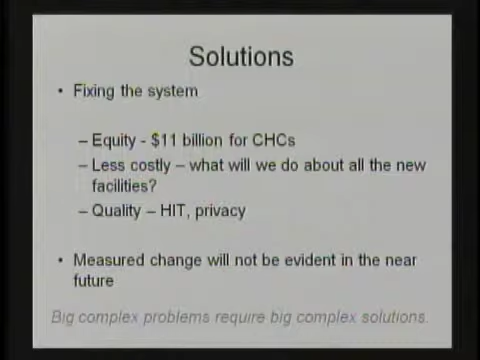 Solutions
• Fixing the system
– Equity - $11 billion for CHCs
– Less costly – what will we do about all the new
facilities?
– Quality – HIT, privacy
• Measured change will not be evident in the near
future
Big complex problems require big complex solutions.